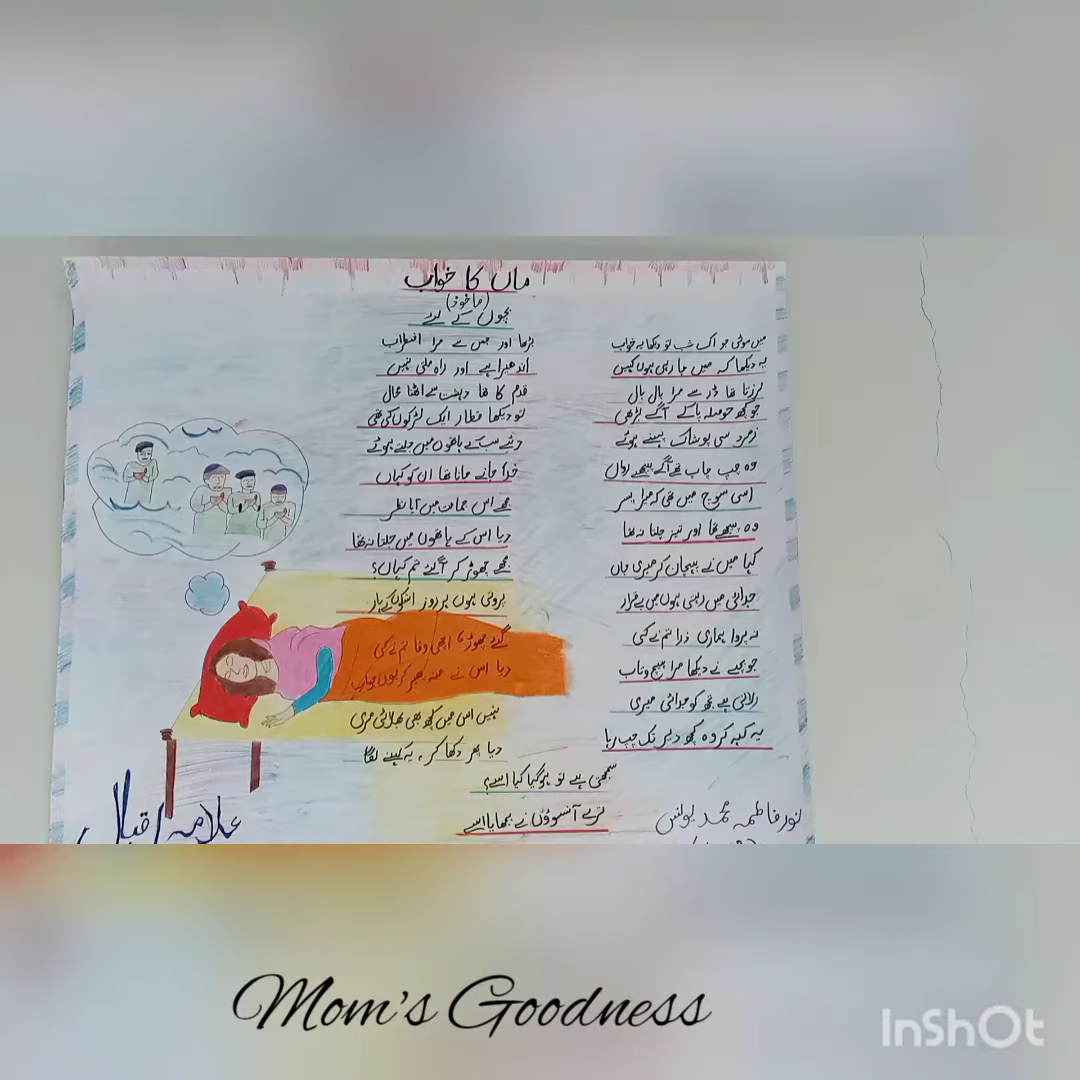 ماں کا خواب
(ماخوذ)
بچوں کے لیے
میں سوئی جو اک شب تو دیکھا یہ خواب
بڑھا اور جس سے مرا اضطراب
یہ دیکھا کہ میں جا رہی ہوں کہیں
اندھیرا ہے اور راہ ملتی نہیں
لرزتا تھا ڈر سے مرا بال بال
قدم کا تھا دہشت سے اٹھنا محال
جو کچھ حوصلہ پا کے آگے بڑھی
تو دیکھا قطار ایک لڑکوں کی تھی
زمرد سی پوشاک پہنے ہوئے
دیئے سب کے ہاتھوں میں جلتے ہوئے
وہ چپ چاپ تھے آگے پیچھے رواں
خدا جانے جانا تھا ان کو کہاں
اسی سوچ میں تھی کہ میرا پسر
مجھے اس جماعت میں آیا نظر
وہ پیچھے تھا اور تیز چلتا نہ تھا
دیا اس کے ہاتھوں میں جلتا نہ تھا
کہا میں نے پہچان کر میری جاں
مجھے چھوڑ کر آ گئے تم کہاں؟
جدائی میں رہتی ہوں میں بے قرار
پروتی ہوں ہر روز اشکوں کے ہار
نہ پروا ہماری ذرا تم نے کی
گئے چھوڑ، اچھی وفا تم نے کی
جو بچے نے دیکھا مرا پیچ و تاب
دیا اس نے منہ پھیر کر یوں جواب
رلاتی ہے تجھ کو جدائی میری
نہیں اس میں کچھ بھی بھلائی مری
یہ کہہ کر وہ کچھ دیر تک چپ رہا
دیا پھر دکھا کر، یہ کہنے لگا
سمجھتی ہے تو ہو گیا کیا اسے؟
ترے آنسوؤں نے بجھایا اسے
علامہ اقبال
نور فاطمہ محمد یونس
Mom's Goodness
InShOt